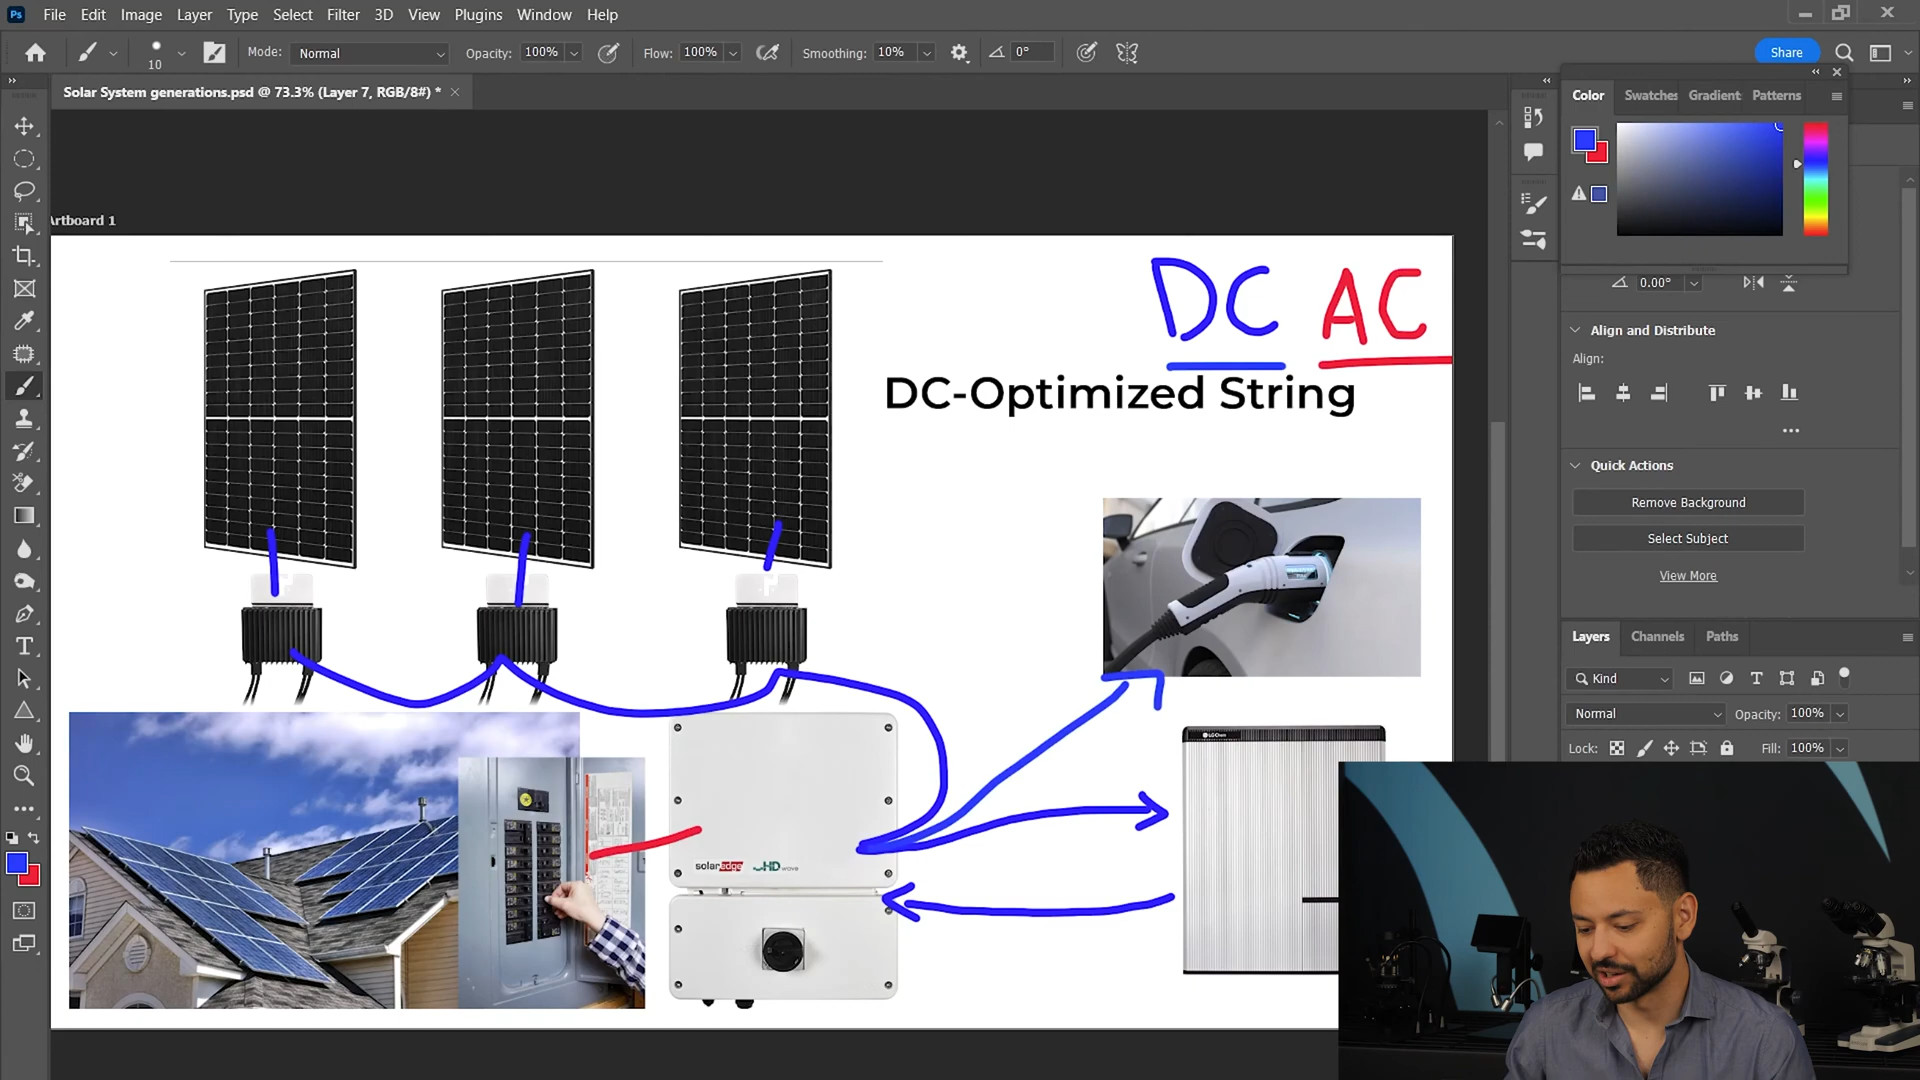 Ps File Edit Image Layer Type Select Filter 3D View Plugins Window Help
10 Mode: Normal Opacity: 100% Flow: 100% Smoothing: 10% 0° Share
Solar System generations.psd @ 73.3% (Layer 7, RGB/8#) *
Color Swatches Gradient Patterns
Artboard 1
DC AC
DC-Optimized String
0.00°
Align and Distribute
Align:
Quick Actions
Remove Background
Select Subject
View More
Layers Channels Paths
Kind
Normal Opacity: 100%
Lock: Fill: 100%
LG Chem
solaredge HD wave